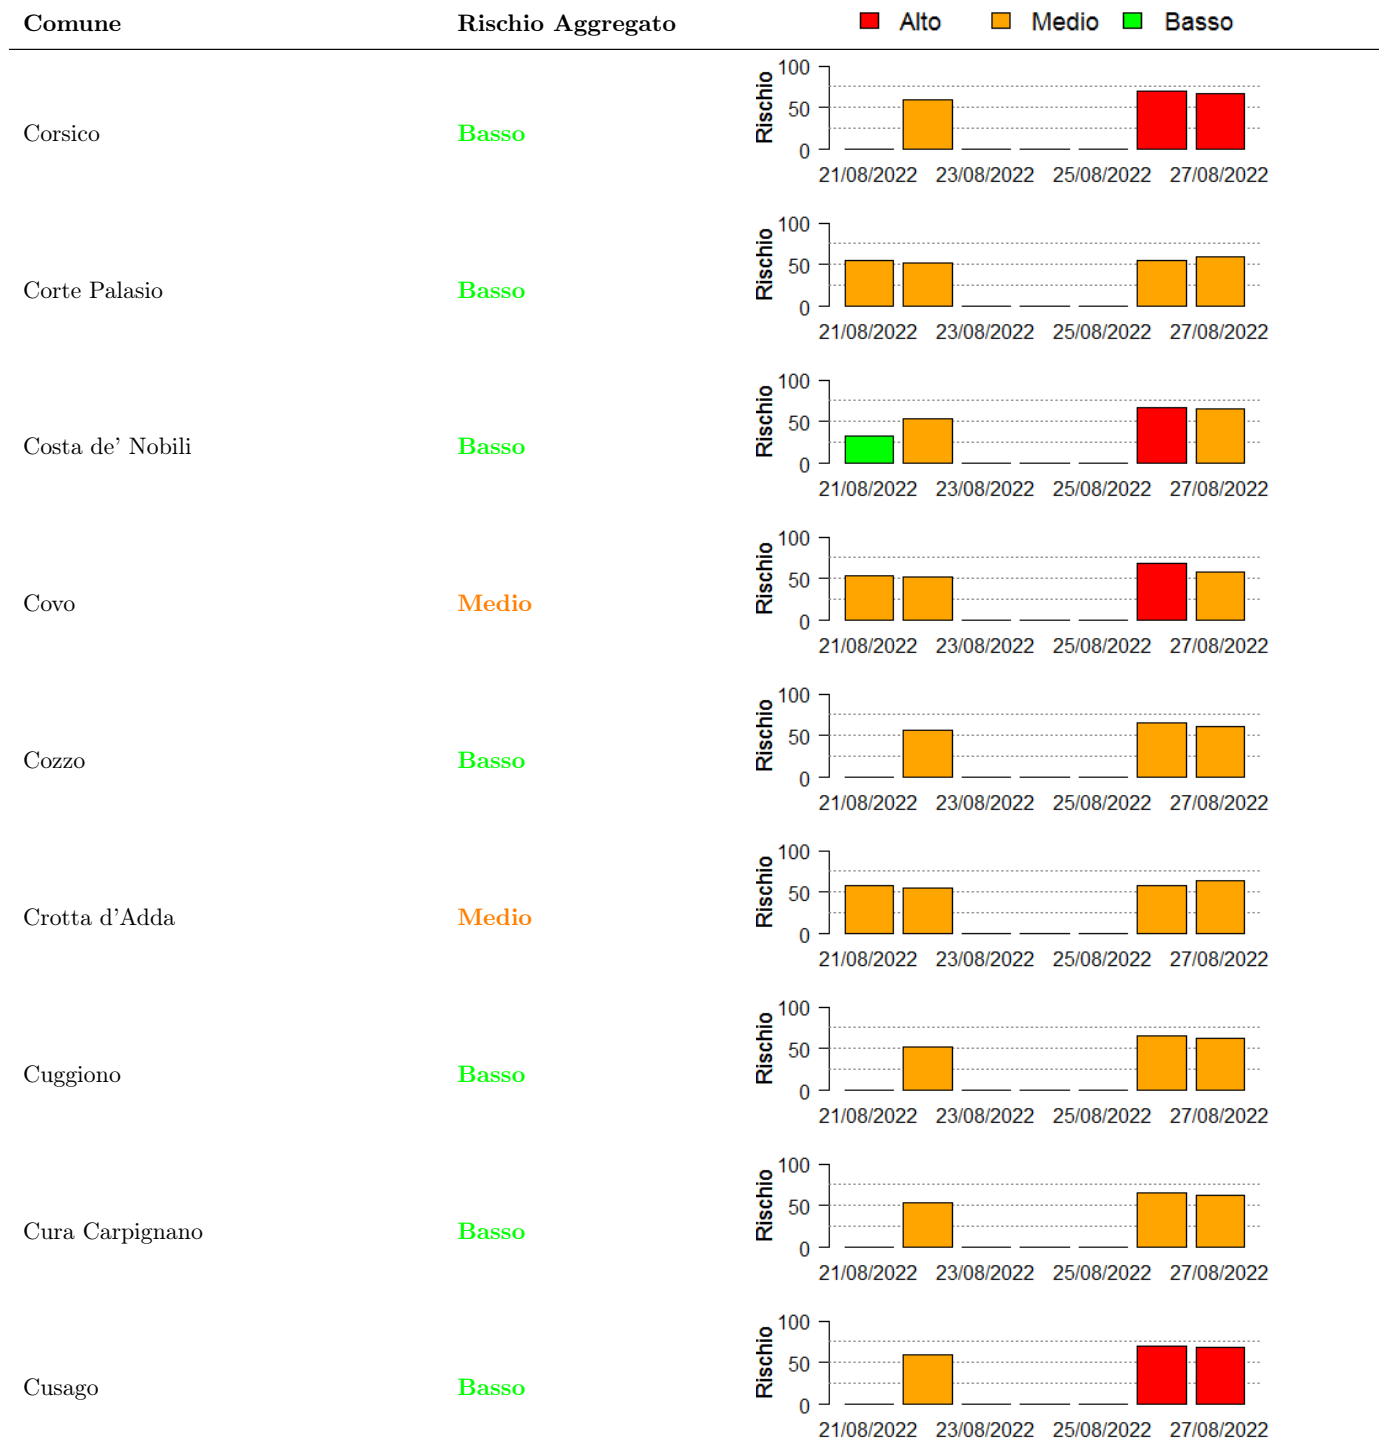 Comune Rischio Aggregato Alto Medio Basso
Corsico Basso
Rischio
100
50
0
21/08/2022 23/08/2022 25/08/2022 27/08/2022
Corte Palasio Basso
Rischio
100
50
0
21/08/2022 23/08/2022 25/08/2022 27/08/2022
Costa de' Nobili Basso
Rischio
100
50
0
21/08/2022 23/08/2022 25/08/2022 27/08/2022
Covo Medio
Rischio
100
50
0
21/08/2022 23/08/2022 25/08/2022 27/08/2022
Cozzo Basso
Rischio
100
50
0
21/08/2022 23/08/2022 25/08/2022 27/08/2022
Crotta d'Adda Medio
Rischio
100
50
0
21/08/2022 23/08/2022 25/08/2022 27/08/2022
Cuggiono Basso
Rischio
100
50
0
21/08/2022 23/08/2022 25/08/2022 27/08/2022
Cura Carpignano Basso
Rischio
100
50
0
21/08/2022 23/08/2022 25/08/2022 27/08/2022
Cusago Basso
Rischio
100
50
0
21/08/2022 23/08/2022 25/08/2022 27/08/2022